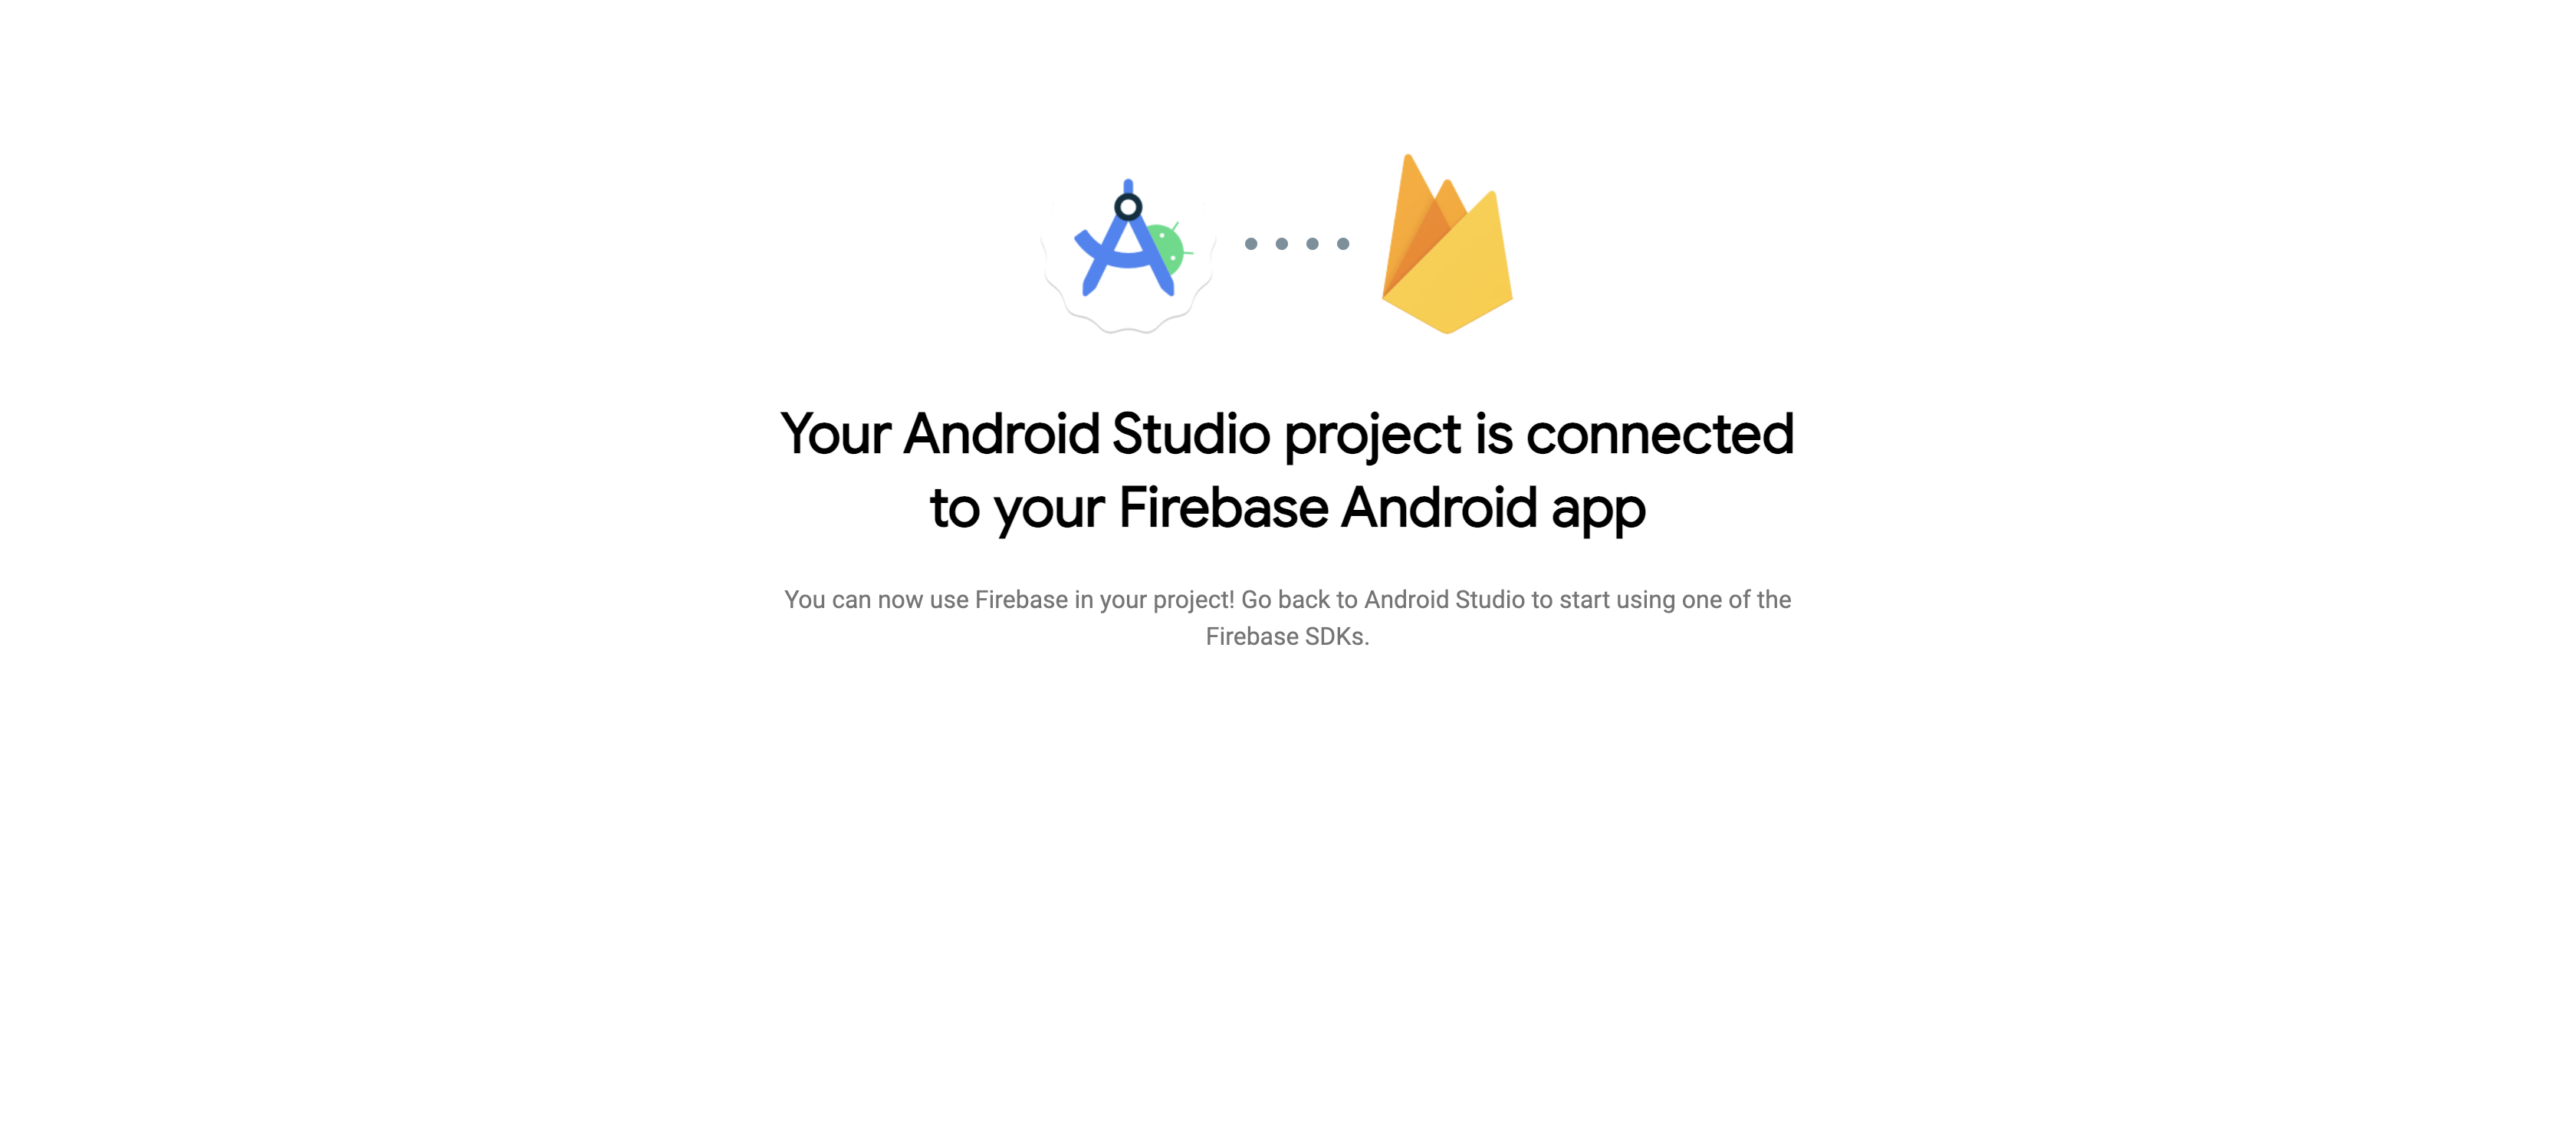 Your Android Studio project is connected
to your Firebase Android app
You can now use Firebase in your project! Go back to Android Studio to start using one of the
Firebase SDKs.